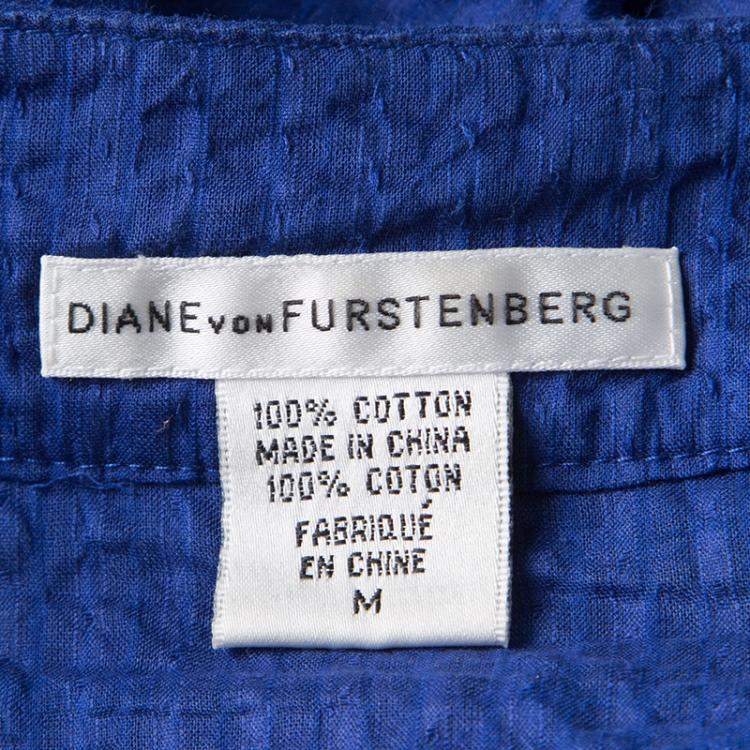 DIANE VON FURSTENBERG
100% COTTON
MADE IN CHINA
100% COTON
FABRIQUÉ
EN CHINE
M